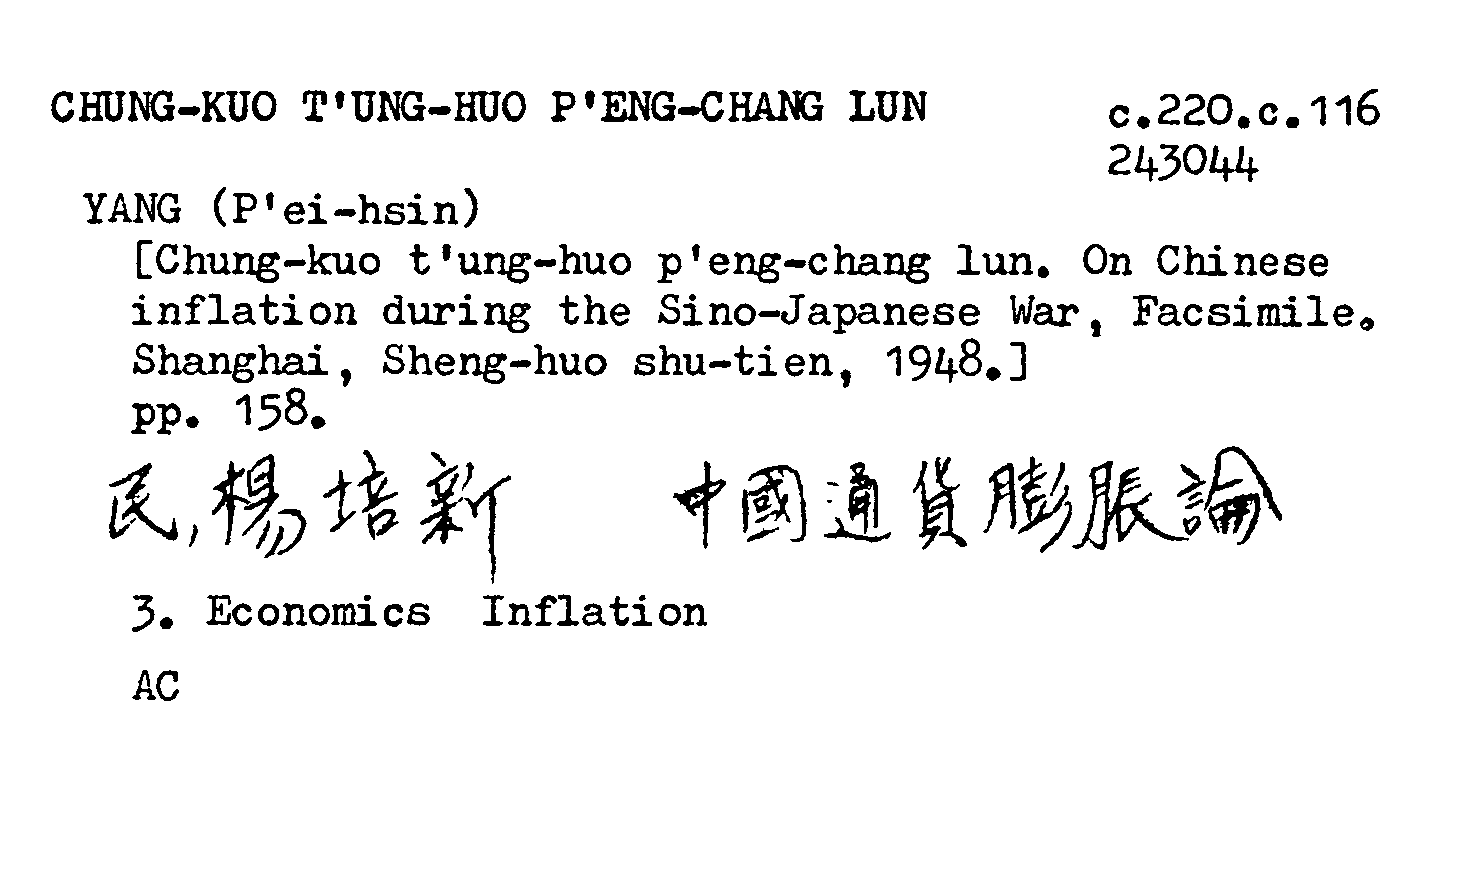 CHUNG-KUO T'UNG-HUO P'ENG-CHANG LUN c.220.c.116
243044
YANG (P'ei-hsin)
[Chung-kuo t'ung-huo p'eng-chang lun. On Chinese
inflation during the Sino-Japanese War, Facsimile.
Shanghai, Sheng-huo shu-tien, 1948.]
pp. 158.
民,楊培新 中國通貨膨脹論
3. Economics Inflation
AC